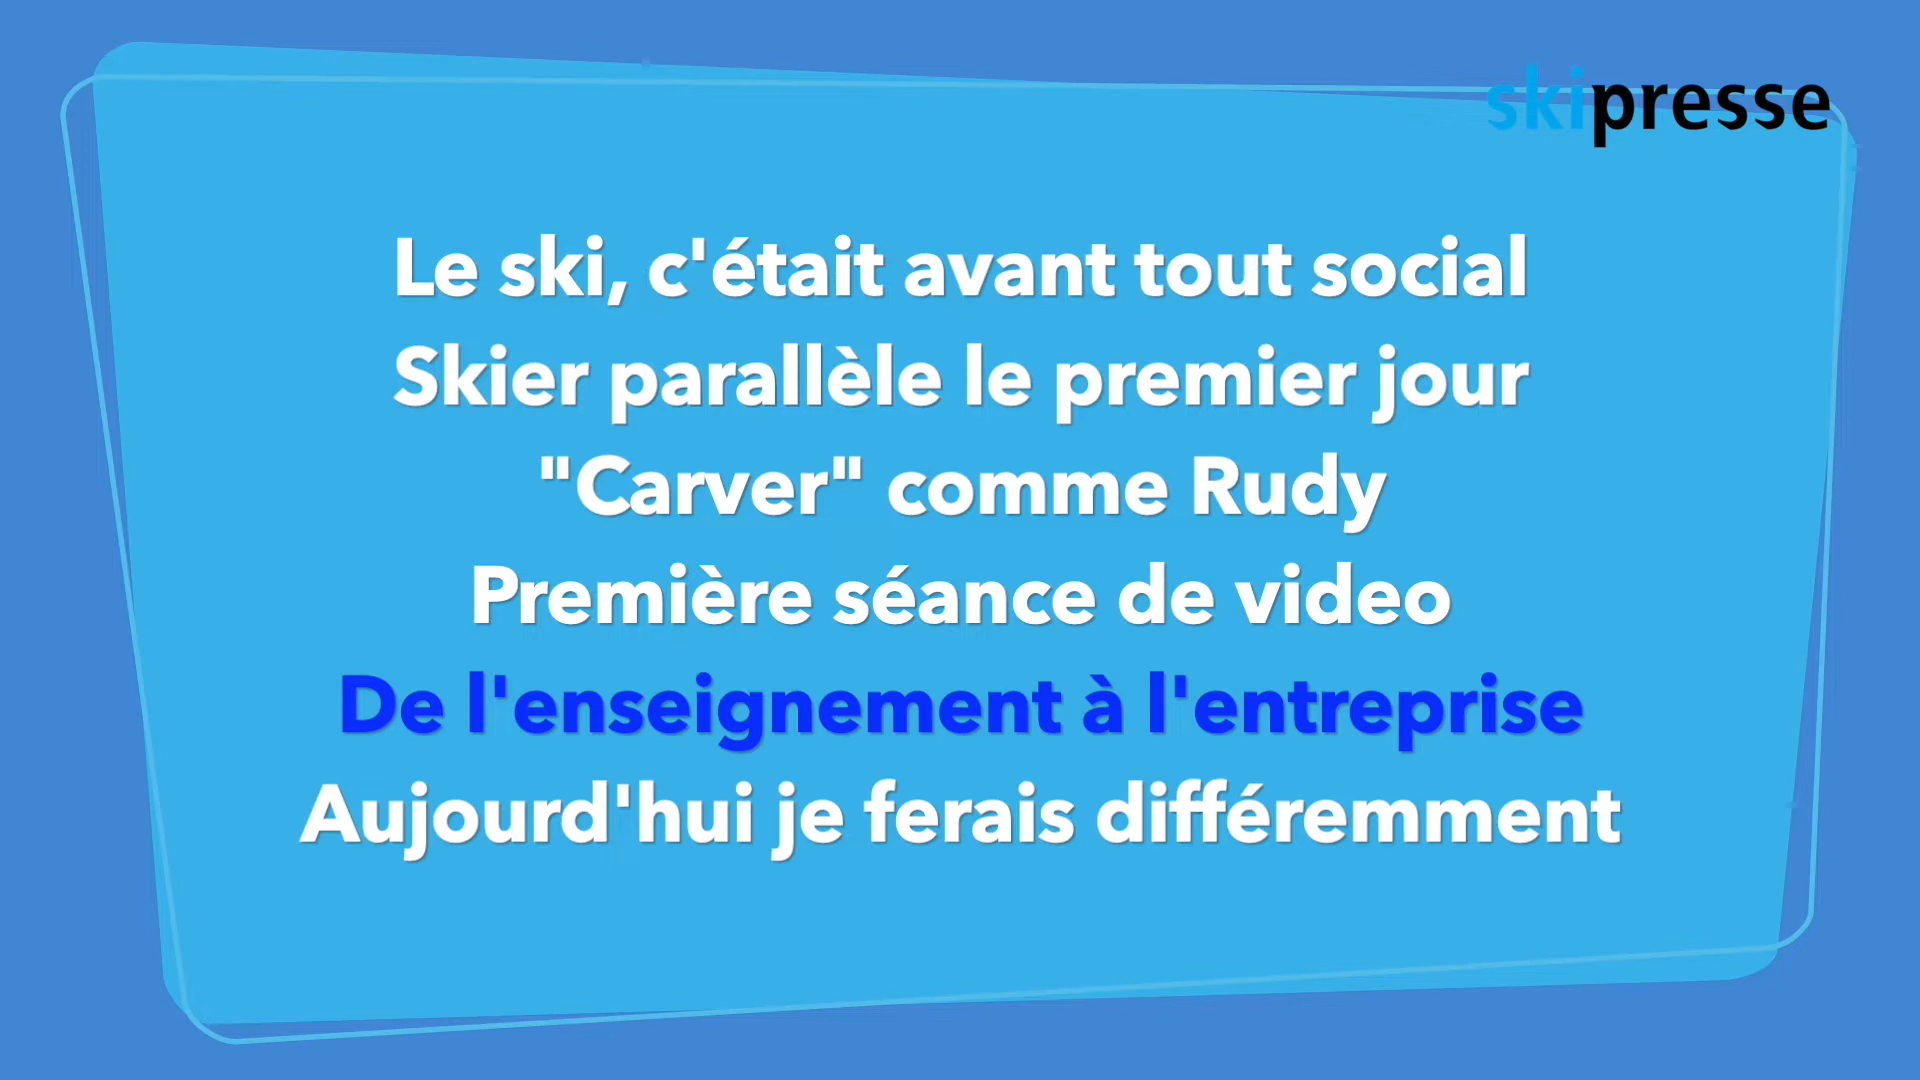 skipresse
Le ski, c'était avant tout social
Skier parallèle le premier jour
"Carver" comme Rudy
Première séance de video
De l'enseignement à l'entreprise
Aujourd'hui je ferais différemment